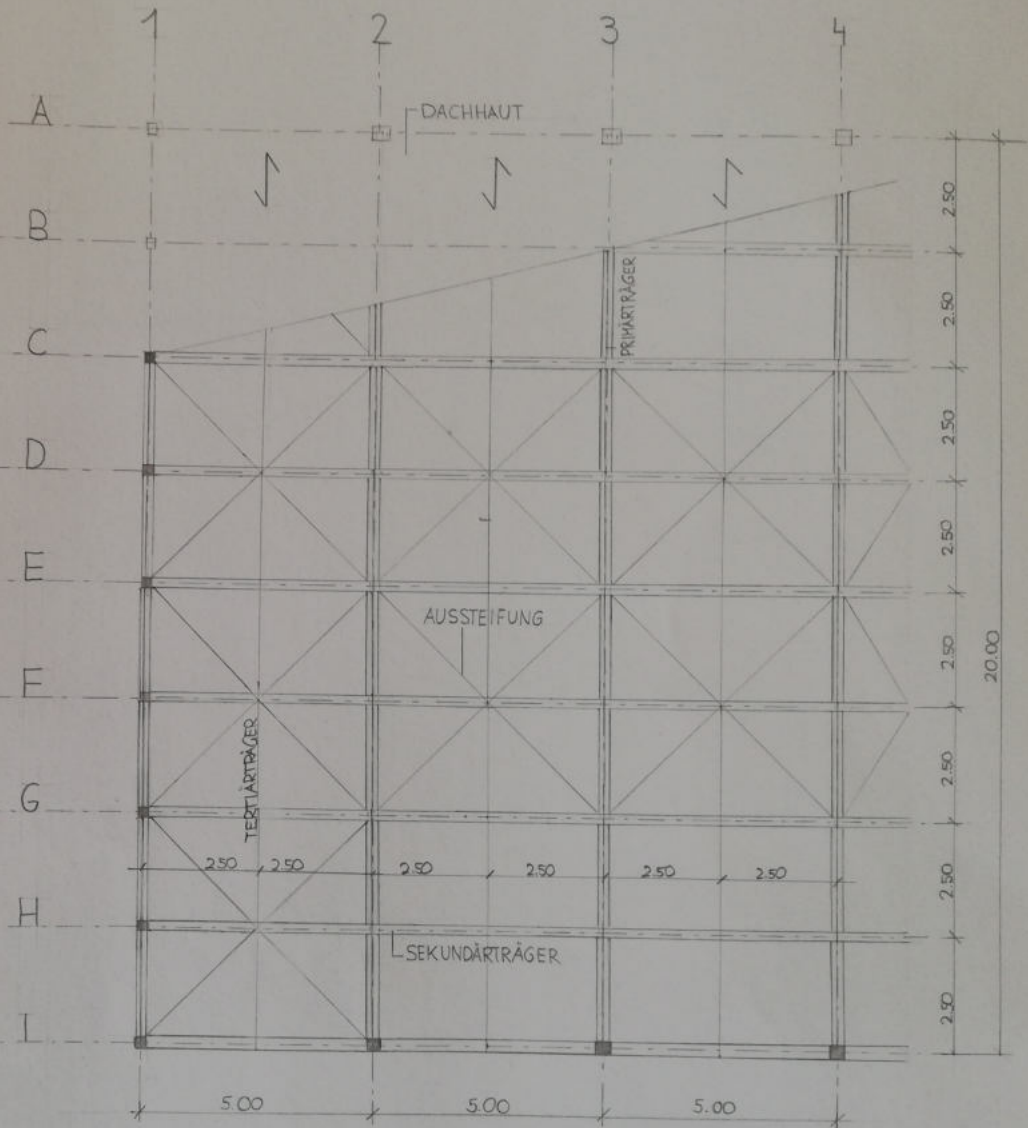 1 2 3 4
A
DACHHAUT
B
2.50
PRIMÄRTRÄGER
2.50
C
2.50
D
2.50
E
AUSSTEIFUNG
2.50
20.00
F
TERTIÄRTRÄGER
2.50
G
2.50 2.50 2.50 2.50 2.50 2.50
2.50
H
SEKUNDÄRTRÄGER
2.50
I
5.00 5.00 5.00